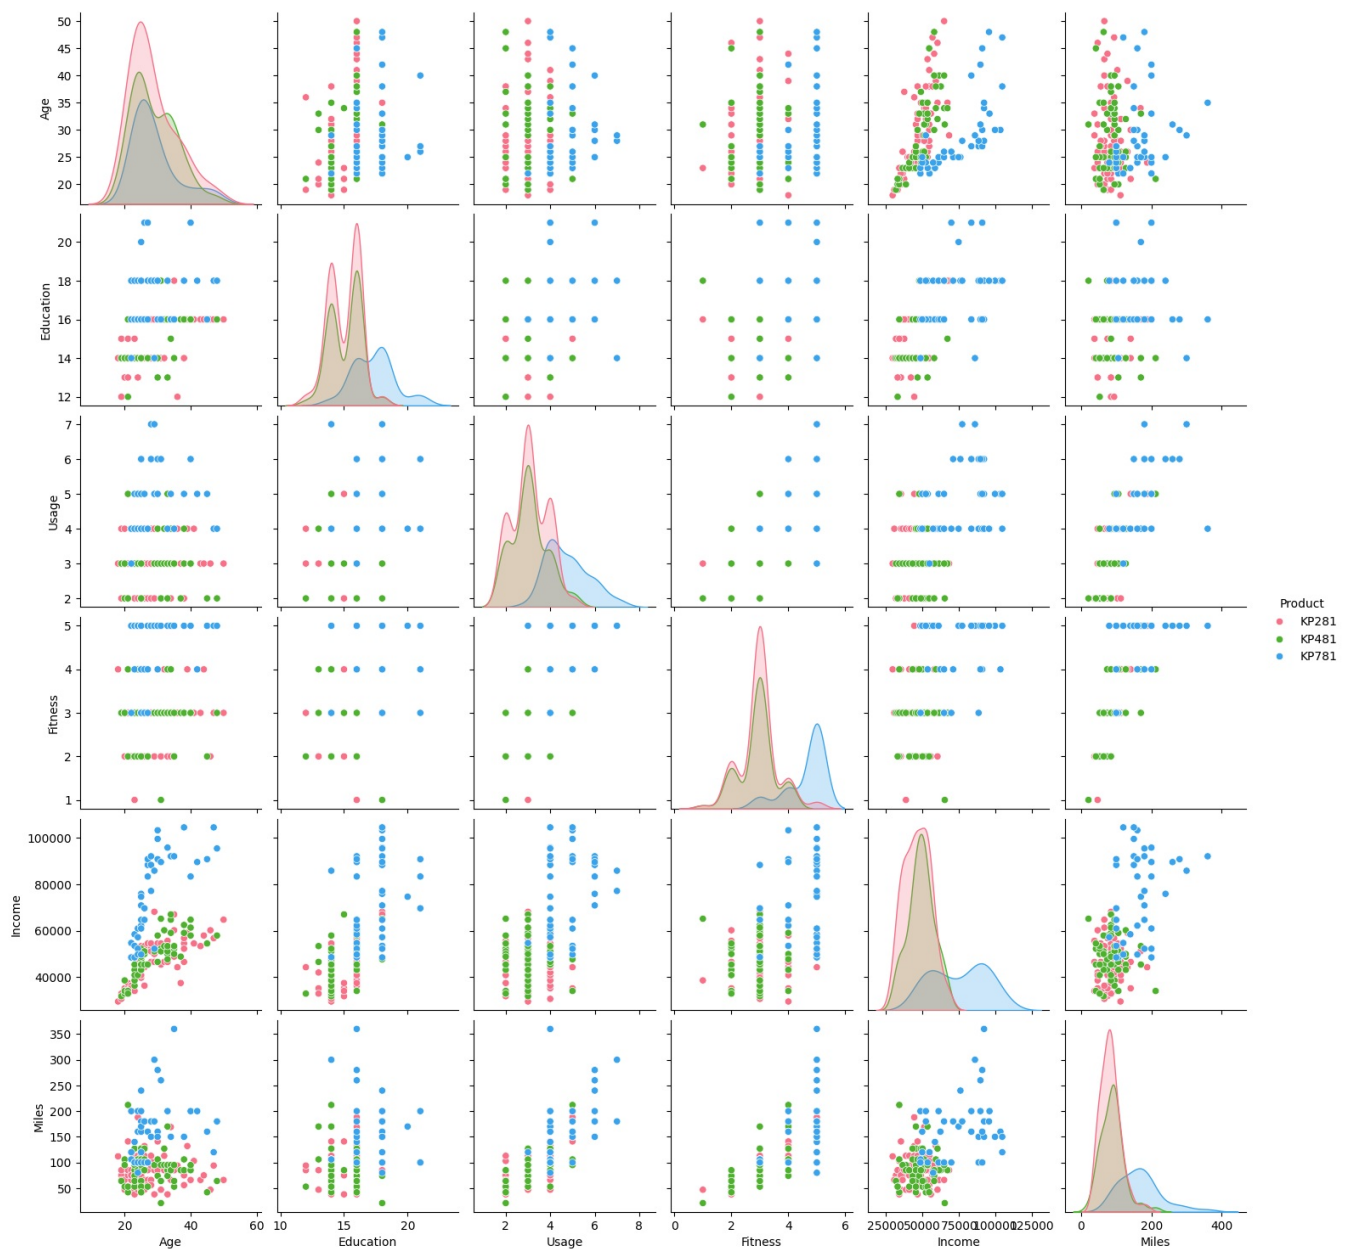 50
45
40
35
30
25
20
Age
20
18
16
14
12
Education
7
6
5
4
3
2
Usage
5
4
3
2
1
Fitness
Product
KP281
KP481
KP781
100000
80000
60000
40000
Income
350
300
250
200
150
100
50
Miles
20 40 60
10 15 20
2 4 6 8
0 2 4 6
25000 50000 75000 100000 125000
0 200 400
Age Education Usage Fitness Income Miles